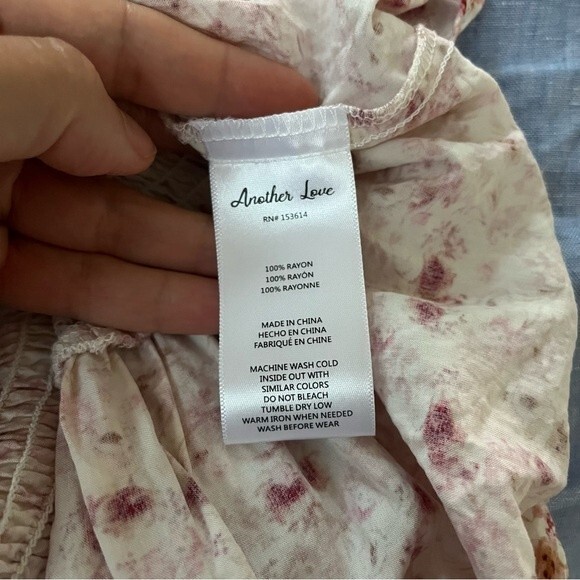 Another Love
RN# 153614
100% RAYON
100% RAYÓN
100% RAYONNE
MADE IN CHINA
HECHO EN CHINA
FABRIQUÉ EN CHINE
MACHINE WASH COLD
INSIDE OUT WITH
SIMILAR COLORS
DO NOT BLEACH
TUMBLE DRY LOW
WARM IRON WHEN NEEDED
WASH BEFORE WEAR